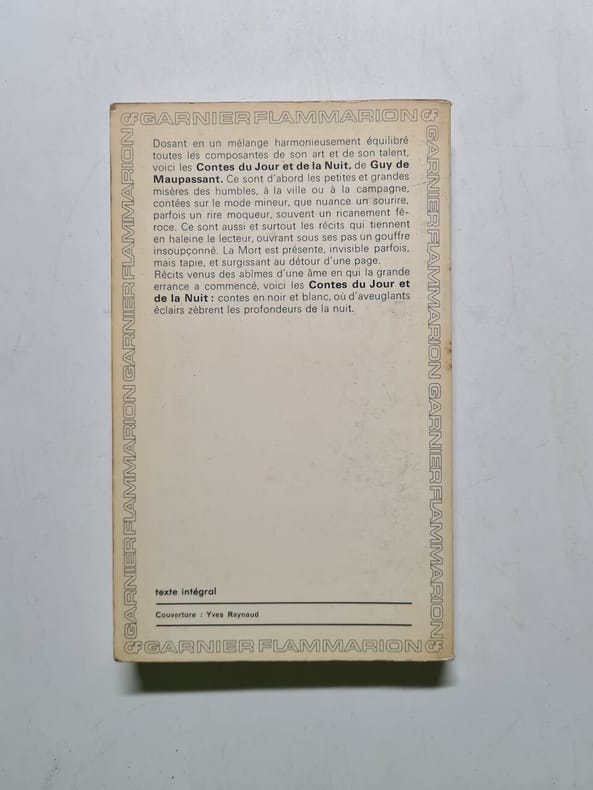 GF GARNIER FLAMMARION GF
Dosant en un mélange harmonieusement équilibré
toutes les composantes de son art et de son talent,
voici les Contes du Jour et de la Nuit, de Guy de
Maupassant. Ce sont d'abord les petites et grandes
misères des humbles, à la ville ou à la campagne,
contées sur le mode mineur, que nuance un sourire,
parfois un rire moqueur, souvent un ricanement fé-
roce. Ce sont aussi et surtout les récits qui tiennent
en haleine le lecteur, ouvrant sous ses pas un gouffre
insoupçonné. La Mort est présente, invisible parfois,
mais tapie, et surgissant au détour d'une page.
Récits venus des abîmes d'une âme en qui la grande
errance a commencé, voici les Contes du Jour et
de la Nuit : contes en noir et blanc, où d'aveuglants
éclairs zèbrent les profondeurs de la nuit.
GARNIER FLAMMARION GARNIER FLAMMARION
GARNIER FLAMMARION GARNIER FLAMMARION
texte intégral
Couverture : Yves Raynaud
GF GARNIER FLAMMARION GF